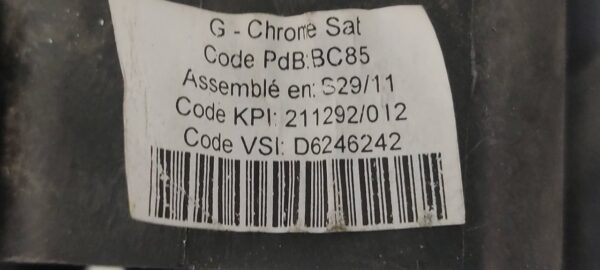 G - Chrome Sat
Code PdB:BC85
Assemblé en: S29/11
Code KPI: 211292/012
Code VSI: D6246242